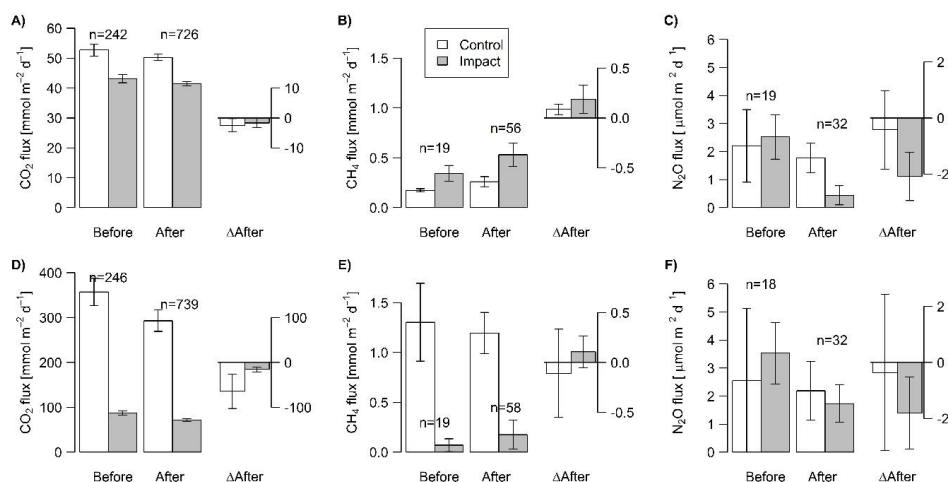 A)
CO₂ flux [mmol m⁻² d⁻¹]
60
50
40
30
20
10
0
n=242
n=726
10
0
-10
Before
After
ΔAfter
B)
CH₄ flux [mmol m⁻² d⁻¹]
1.5
1.0
0.5
0.0
Control
Impact
n=19
n=56
0.5
0.0
-0.5
Before
After
ΔAfter
C)
N₂O flux [ μmol m⁻² d⁻¹]
6
5
4
3
2
1
0
n=19
n=32
2
0
-2
Before
After
ΔAfter
D)
CO₂ flux [mmol m⁻² d⁻¹]
400
300
200
100
0
n=246
n=739
100
0
-100
Before
After
ΔAfter
E)
CH₄ flux [mmol m⁻² d⁻¹]
1.5
1.0
0.5
0.0
n=19
n=58
0.5
0.0
-0.5
Before
After
ΔAfter
F)
N₂O flux [ μmol m⁻² d⁻¹]
6
5
4
3
2
1
0
n=18
n=32
2
0
-2
Before
After
ΔAfter